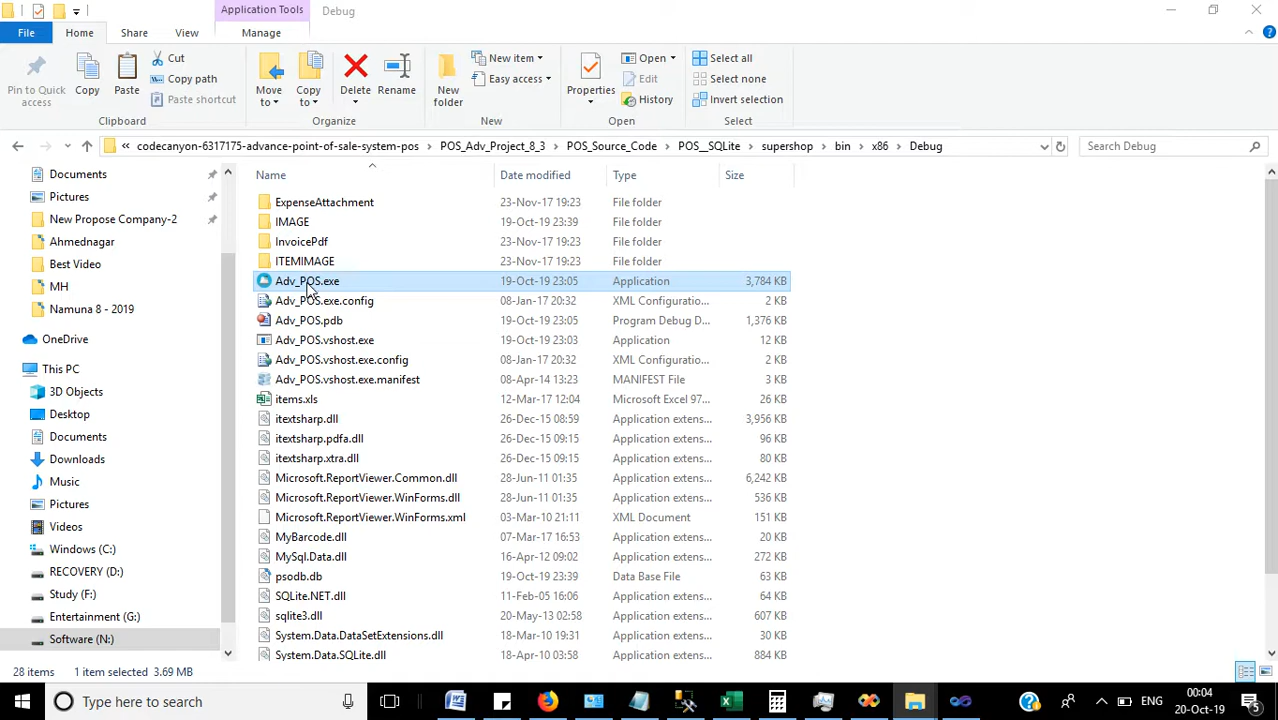 Application Tools
Debug
File
Home
Share
View
Manage
Pin to Quick access
Copy
Paste
Cut
Copy path
Paste shortcut
Clipboard
Move to
Copy to
Delete
Rename
Organize
New folder
New item
Easy access
New
Properties
Open
Edit
History
Open
Select all
Select none
Invert selection
Select
« codecanyon-6317175-advance-point-of-sale-system-pos > POS_Adv_Project_8_3 > POS_Source_Code > POS__SQLite > supershop > bin > x86 > Debug
Search Debug
Documents
Pictures
New Propose Company-2
Ahmednagar
Best Video
MH
Namuna 8 - 2019
OneDrive
This PC
3D Objects
Desktop
Documents
Downloads
Music
Pictures
Videos
Windows (C:)
RECOVERY (D:)
Study (F:)
Entertainment (G:)
Software (N:)
Name Date modified Type Size
ExpenseAttachment 23-Nov-17 19:23 File folder
IMAGE 19-Oct-19 23:39 File folder
InvoicePdf 23-Nov-17 19:23 File folder
ITEMIMAGE 23-Nov-17 19:23 File folder
Adv_POS.exe 19-Oct-19 23:05 Application 3,784 KB
Adv_POS.exe.config 08-Jan-17 20:32 XML Configuratio... 2 KB
Adv_POS.pdb 19-Oct-19 23:05 Program Debug D... 1,376 KB
Adv_POS.vshost.exe 19-Oct-19 23:03 Application 12 KB
Adv_POS.vshost.exe.config 08-Jan-17 20:32 XML Configuratio... 2 KB
Adv_POS.vshost.exe.manifest 08-Apr-14 13:23 MANIFEST File 3 KB
items.xls 12-Mar-17 12:04 Microsoft Excel 97... 26 KB
itextsharp.dll 26-Dec-15 08:59 Application extens... 3,956 KB
itextsharp.pdfa.dll 26-Dec-15 09:15 Application extens... 96 KB
itextsharp.xtra.dll 26-Dec-15 09:15 Application extens... 80 KB
Microsoft.ReportViewer.Common.dll 28-Jun-11 01:35 Application extens... 6,242 KB
Microsoft.ReportViewer.WinForms.dll 28-Jun-11 01:35 Application extens... 536 KB
Microsoft.ReportViewer.WinForms.xml 03-Mar-10 21:11 XML Document 151 KB
MyBarcode.dll 07-Mar-17 16:53 Application extens... 20 KB
MySql.Data.dll 16-Apr-12 09:02 Application extens... 272 KB
psodb.db 19-Oct-19 23:39 Data Base File 63 KB
SQLite.NET.dll 11-Feb-05 16:06 Application extens... 64 KB
sqlite3.dll 20-May-13 02:58 Application extens... 607 KB
System.Data.DataSetExtensions.dll 18-Mar-10 19:31 Application extens... 30 KB
System.Data.SQLite.dll 18-Apr-10 03:58 Application extens... 884 KB
28 items 1 item selected 3.69 MB
Type here to search
ENG
00:04
20-Oct-19
5